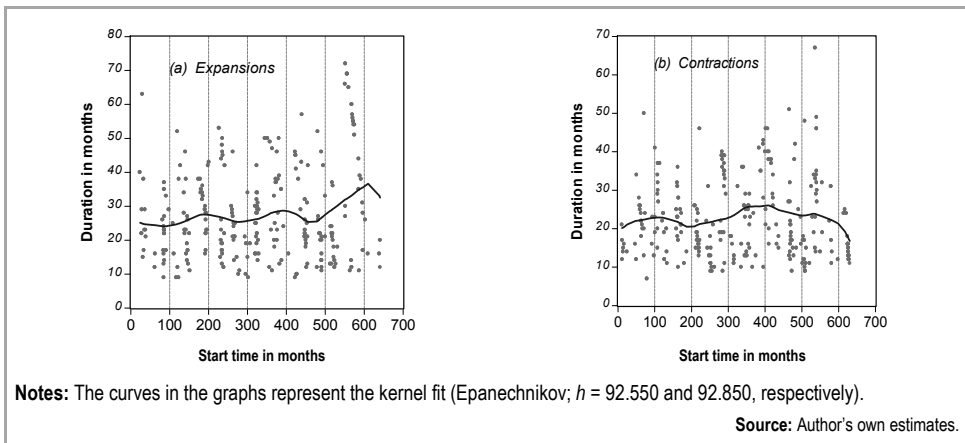 80
70
60
50
40
30
20
10
0
Duration in months
(a) Expansions
0 100 200 300 400 500 600 700
Start time in months
70
60
50
40
30
20
10
0
Duration in months
(b) Contractions
0 100 200 300 400 500 600 700
Start time in months
Notes: The curves in the graphs represent the kernel fit (Epanechnikov; h = 92.550 and 92.850, respectively).
Source: Author's own estimates.